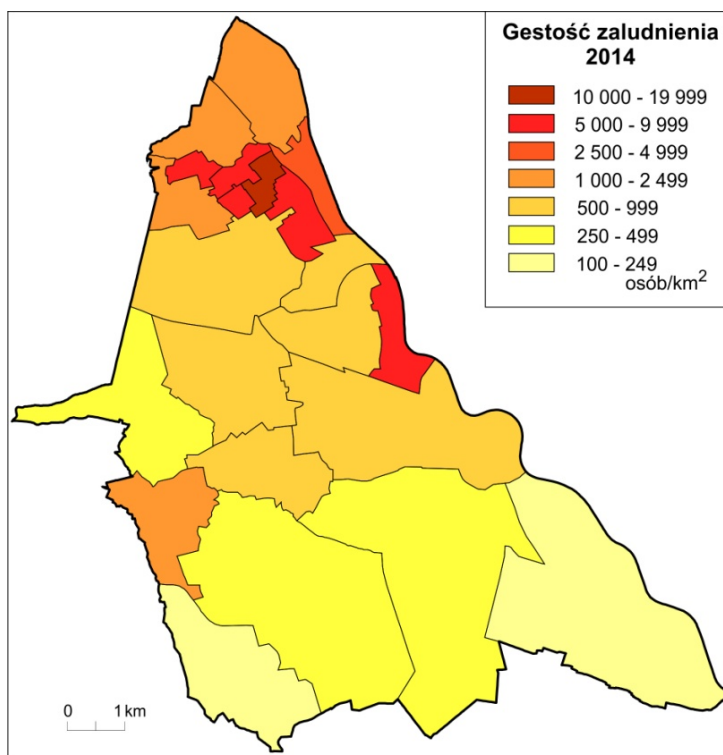 Gestość zaludnienia
2014
10 000 - 19 999
5 000 - 9 999
2 500 - 4 999
1 000 - 2 499
500 - 999
250 - 499
100 - 249
osób/km²
0 1 km